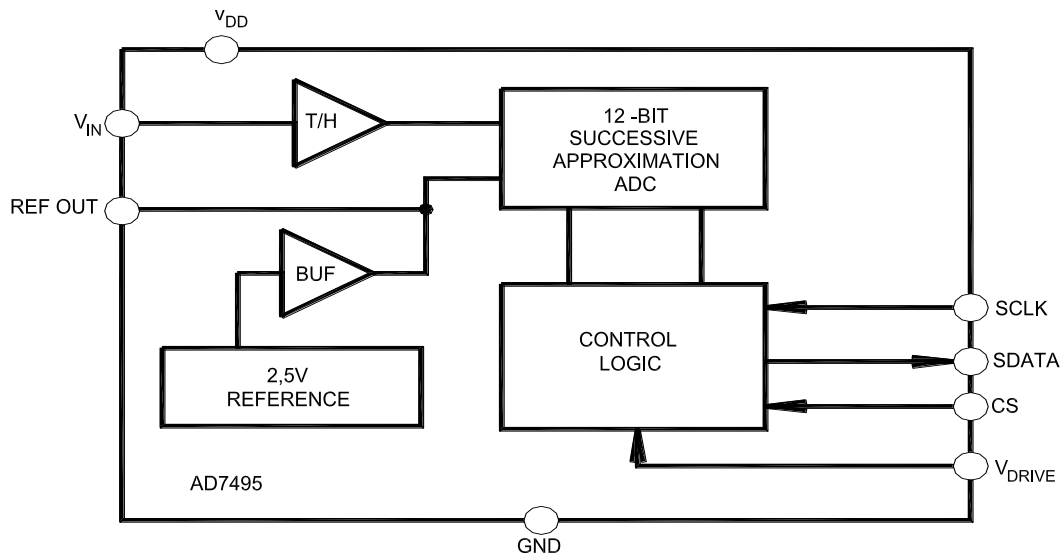 vDD
VIN
T/H
12 -BIT
SUCCESSIVE
APPROXIMATION
ADC
REF OUT
BUF
SCLK
CONTROL
LOGIC
SDATA
2,5V
REFERENCE
CS
VDRIVE
AD7495
GND